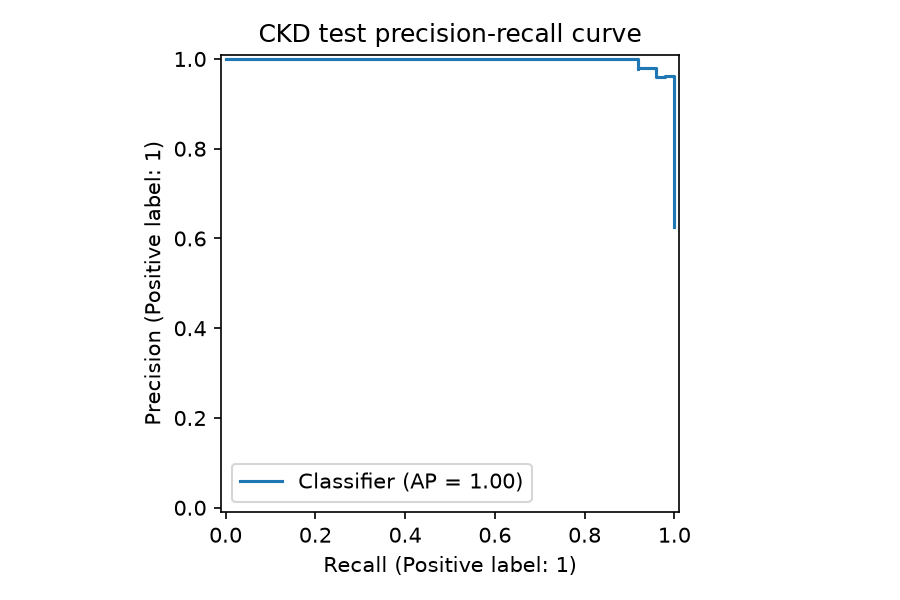 CKD test precision-recall curve
1.0
0.8
0.6
0.4
0.2
0.0
Precision (Positive label: 1)
Classifier (AP = 1.00)
0.0 0.2 0.4 0.6 0.8 1.0
Recall (Positive label: 1)